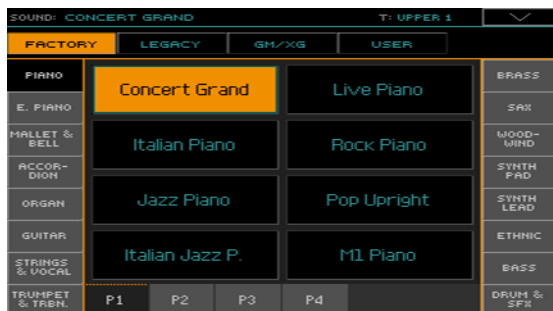 SOUND: CONCERT GRAND T: UPPER 1
FACTORY LEGACY GM/XG USER
PIANO
E. PIANO
MALLET &
BELL
ACCOR-
DION
ORGAN
GUITAR
STRINGS
& VOCAL
TRUMPET
& TRBN.
Concert Grand Live Piano
Italian Piano Rock Piano
Jazz Piano Pop Upright
Italian Jazz P. M1 Piano
P1 P2 P3 P4
BRASS
SAX
WOOD-
WIND
SYNTH
PAD
SYNTH
LEAD
ETHNIC
BASS
DRUM &
SFX